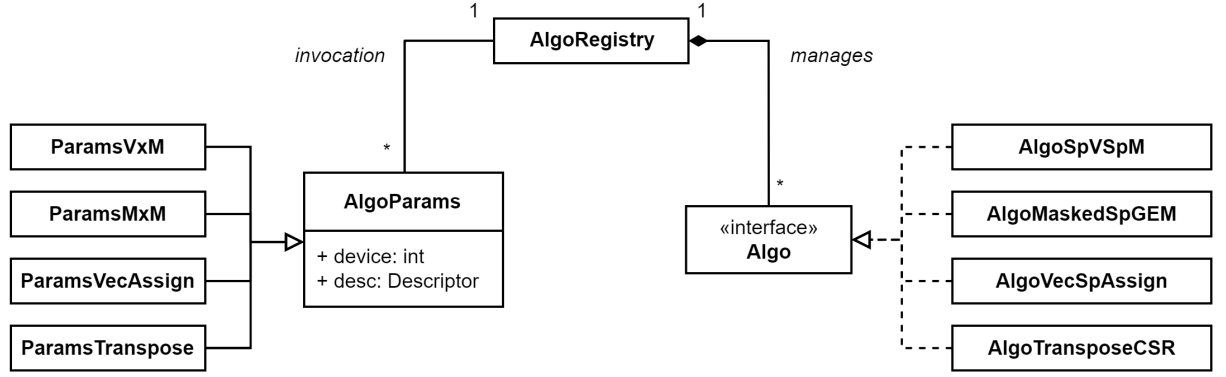 1
AlgoRegistry
1
invocation
manages
*
*
ParamsVxM
ParamsMxM
ParamsVecAssign
ParamsTranspose
AlgoParams
+ device: int
+ desc: Descriptor
«interface»
Algo
AlgoSpVSpM
AlgoMaskedSpGEM
AlgoVecSpAssign
AlgoTransposeCSR